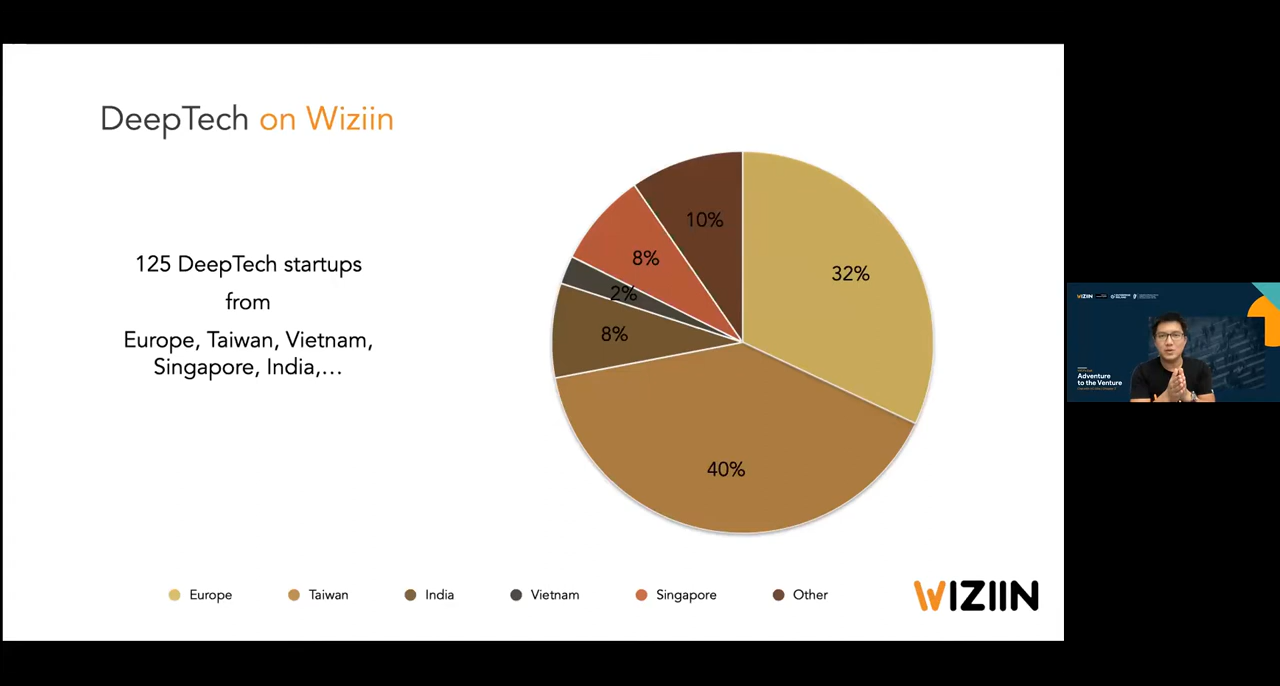 DeepTech on Wiziin
125 DeepTech startups
from
Europe, Taiwan, Vietnam,
Singapore, India,...
10%
32%
8%
2%
8%
40%
Europe
Taiwan
India
Vietnam
Singapore
Other
WIZIIN
WIZIIN
Adventure
to the Venture